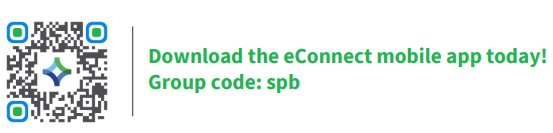 Download the eConnect mobile app today!
Group code: spb